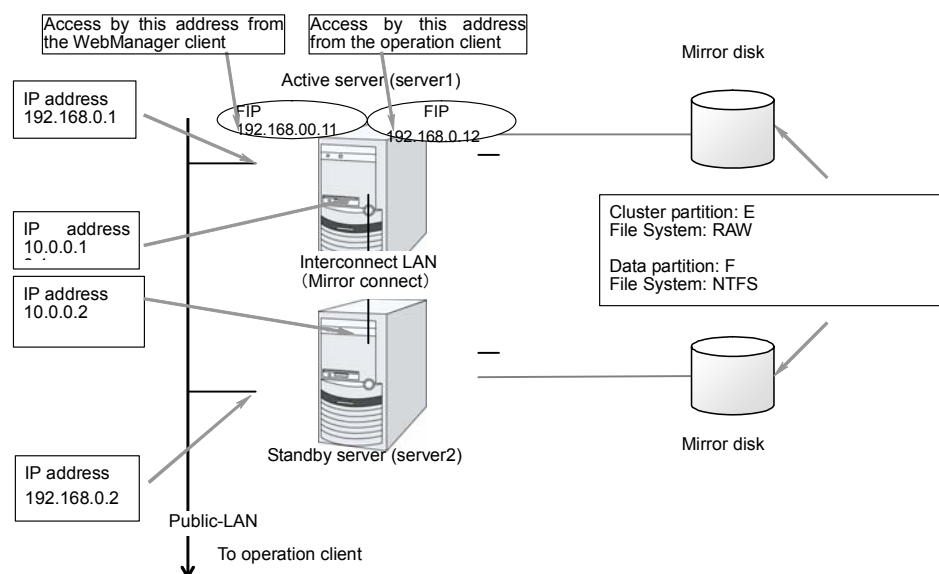 Access by this address from
the WebManager client
Access by this address
from the operation client
Mirror disk
Active server (server1)
IP address
192.168.0.1
FIP
192.168.00.11
FIP
192.168.0.12
Cluster partition: E
File System: RAW
Data partition: F
File System: NTFS
IP address
10.0.0.1
Interconnect LAN
(Mirror connect)
IP address
10.0.0.2
Mirror disk
Standby server (server2)
IP address
192.168.0.2
Public-LAN
To operation client